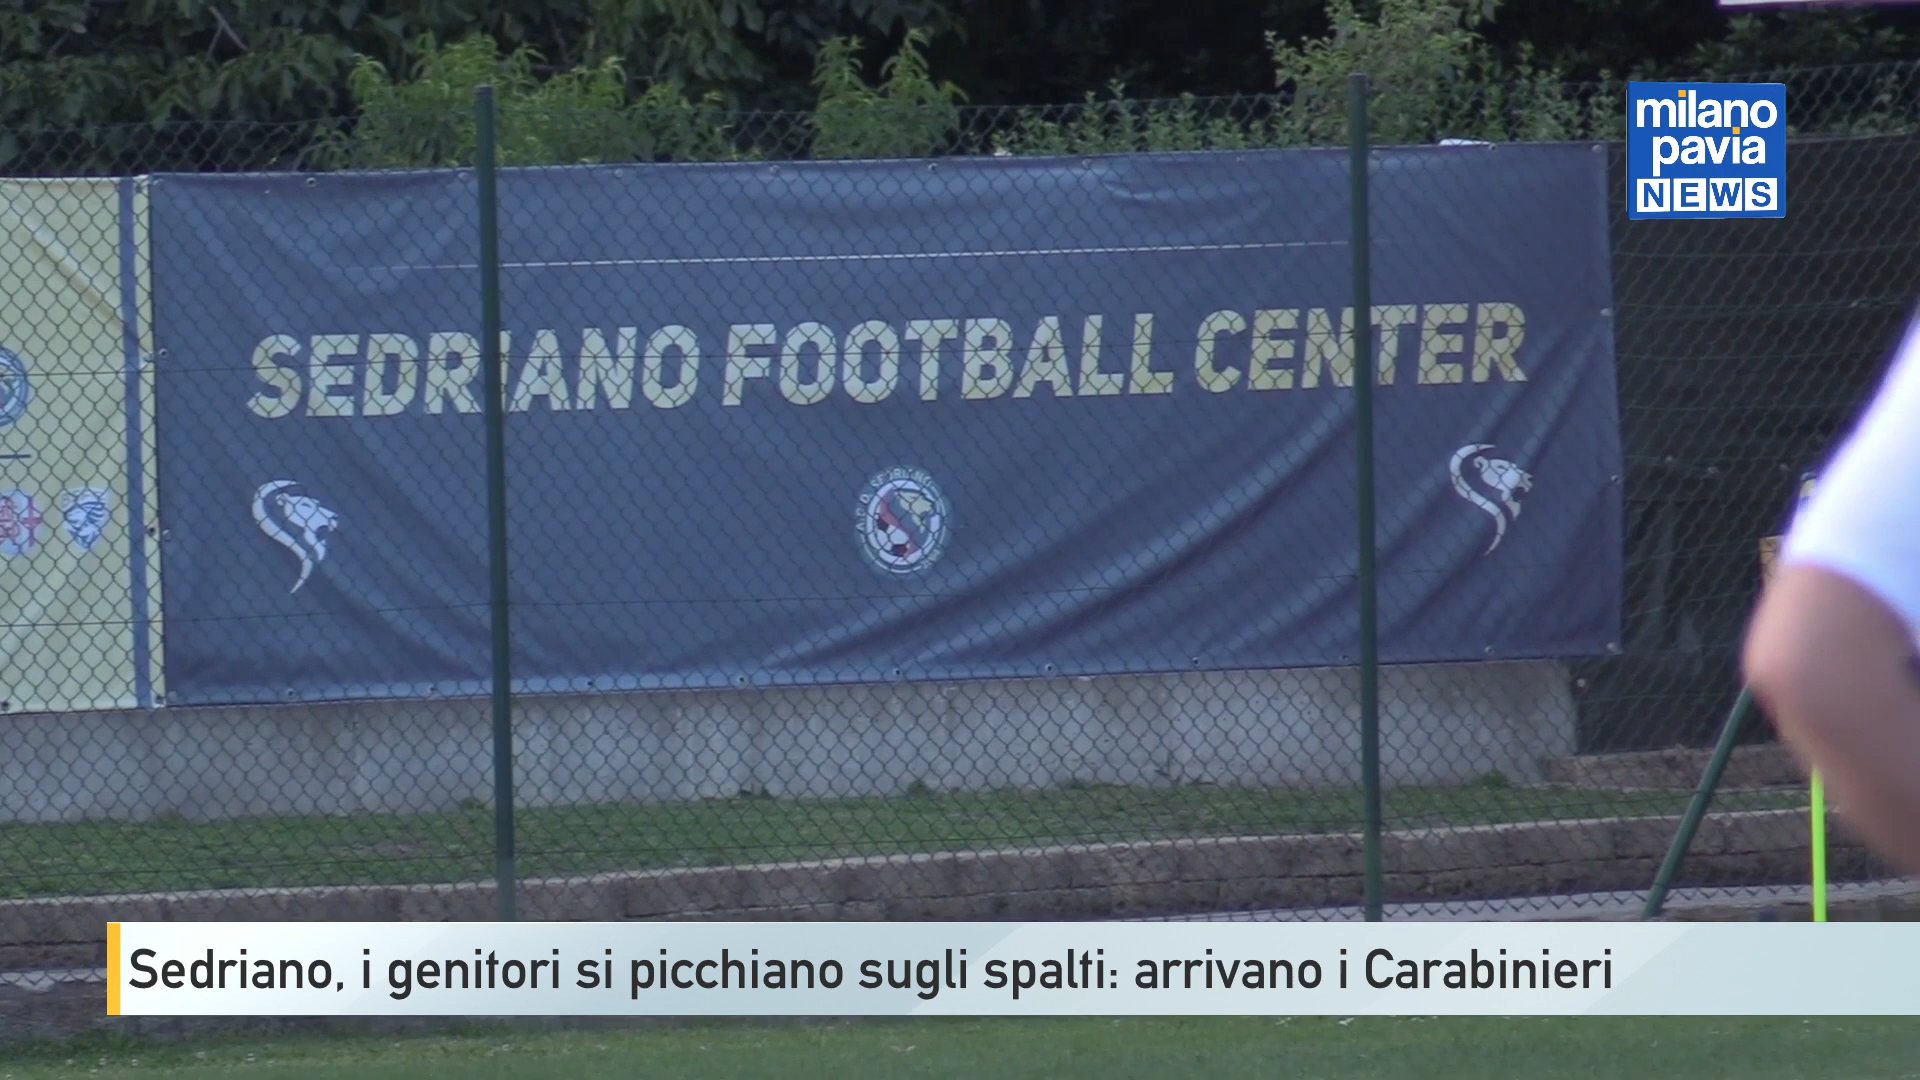 milano
pavia
NEWS
SEDRIANO FOOTBALL CENTER
Sedriano, i genitori si picchiano sugli spalti: arrivano i Carabinieri